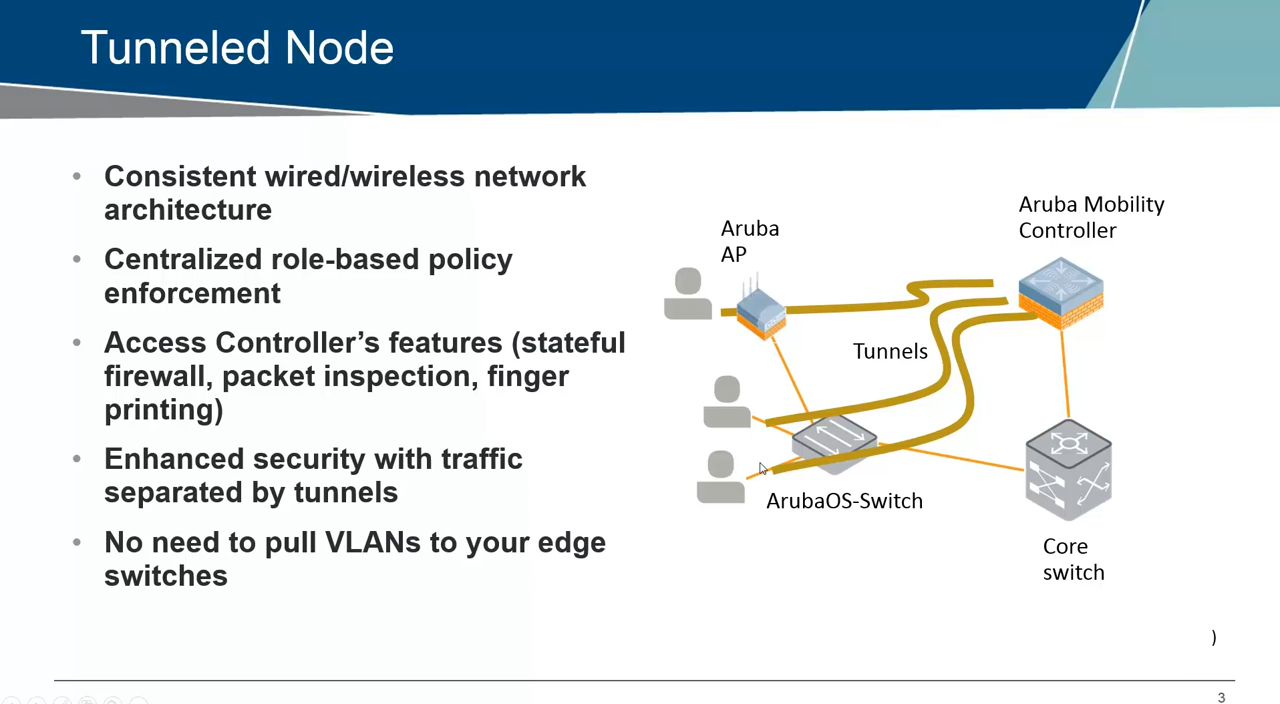 Tunneled Node
• Consistent wired/wireless network
architecture
• Centralized role-based policy
enforcement
• Access Controller’s features (stateful
firewall, packet inspection, finger
printing)
• Enhanced security with traffic
separated by tunnels
• No need to pull VLANs to your edge
switches
Aruba
AP
Aruba Mobility
Controller
Tunnels
ArubaOS-Switch
Core
switch
)
3